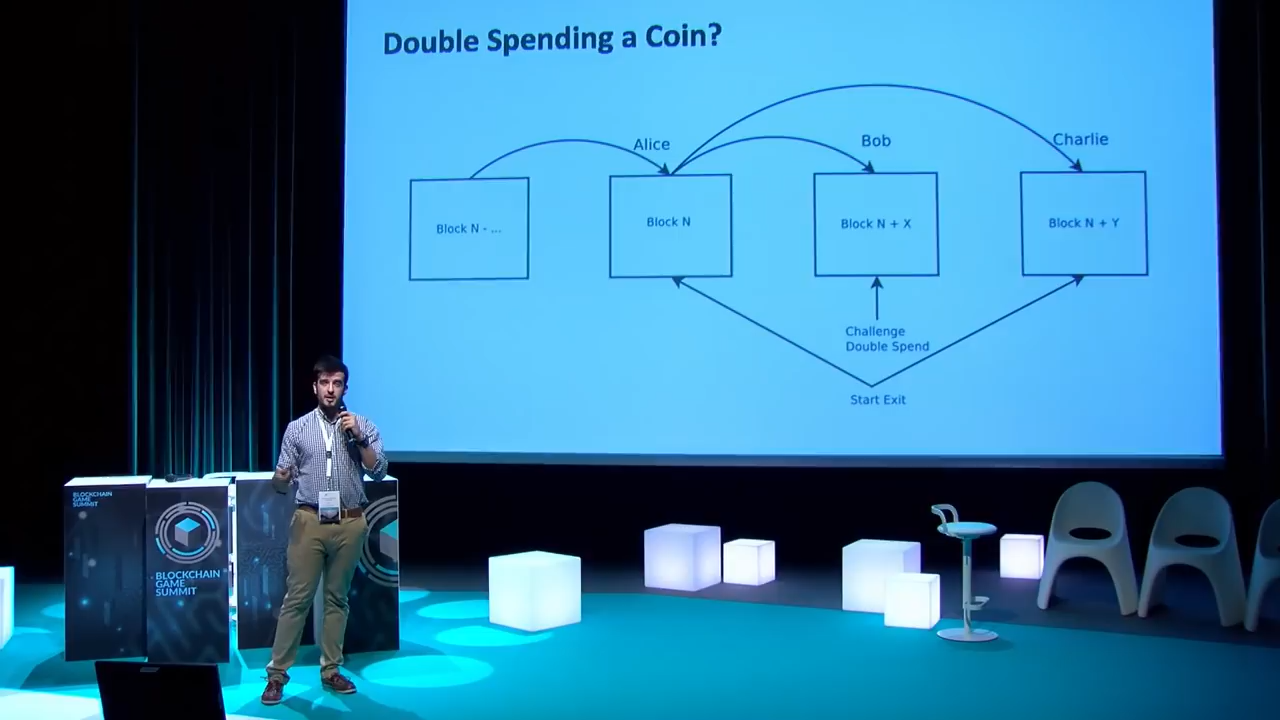 Double Spending a Coin?
Alice
Bob
Charlie
Block N - ...
Block N
Block N + X
Block N + Y
Challenge
Double Spend
Start Exit
BLOCKCHAIN
GAME
SUMMIT
BLOCKCHAIN
GAME
SUMMIT